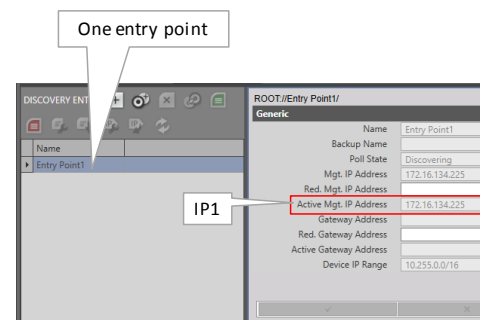 One entry point
DISCOVERY ENT
ROOT://Entry Point1/
Generic
Name
Entry Point1
Name Entry Point1
Backup Name
Poll State Discovering
Mgt. IP Address 172.16.134.225
Red. Mgt. IP Address
IP1
Active Mgt. IP Address 172.16.134.225
Gateway Address
Red. Gateway Address
Active Gateway Address
Device IP Range 10.255.0.0/16